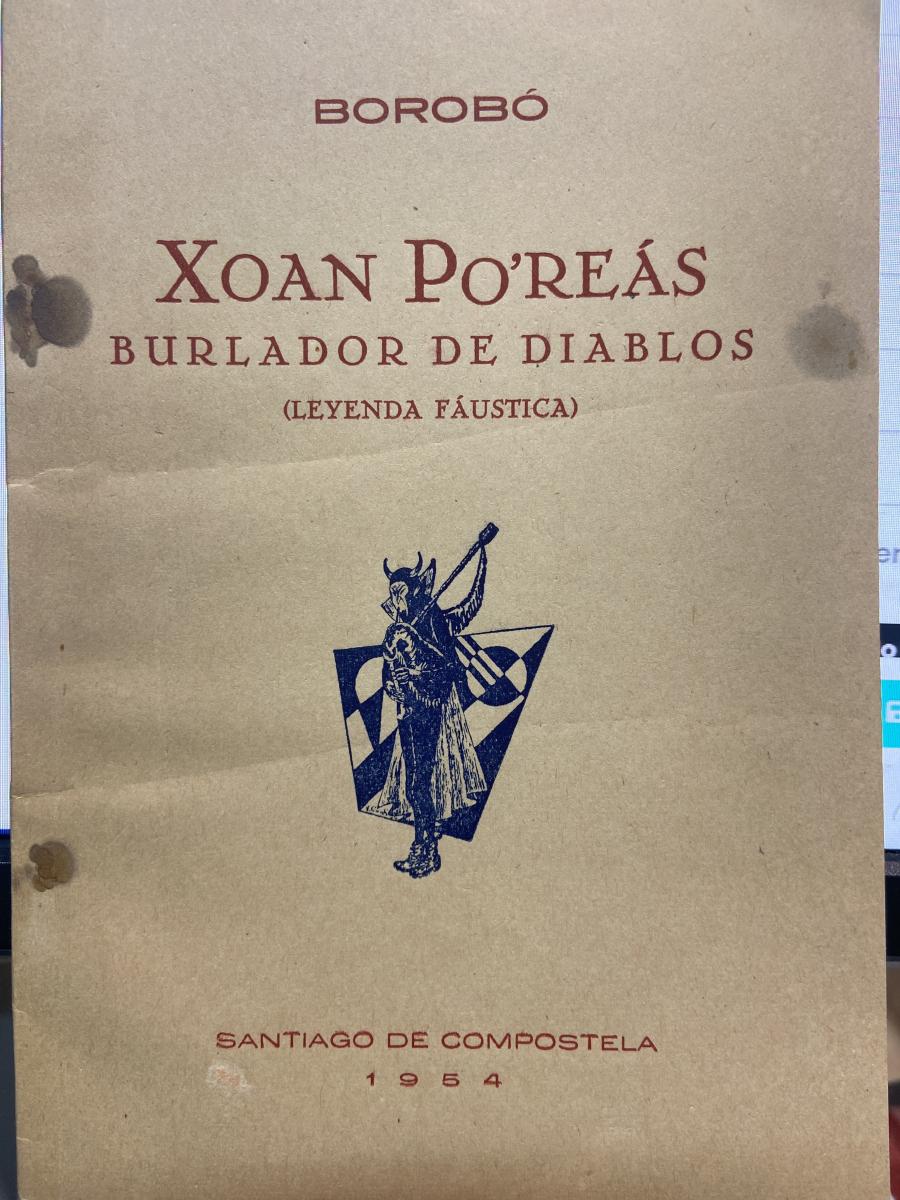 BOROBÓ
XOAN PO'REÁS
BURLADOR DE DIABLOS
(LEYENDA FÁUSTICA)
SANTIAGO DE COMPOSTELA
1954